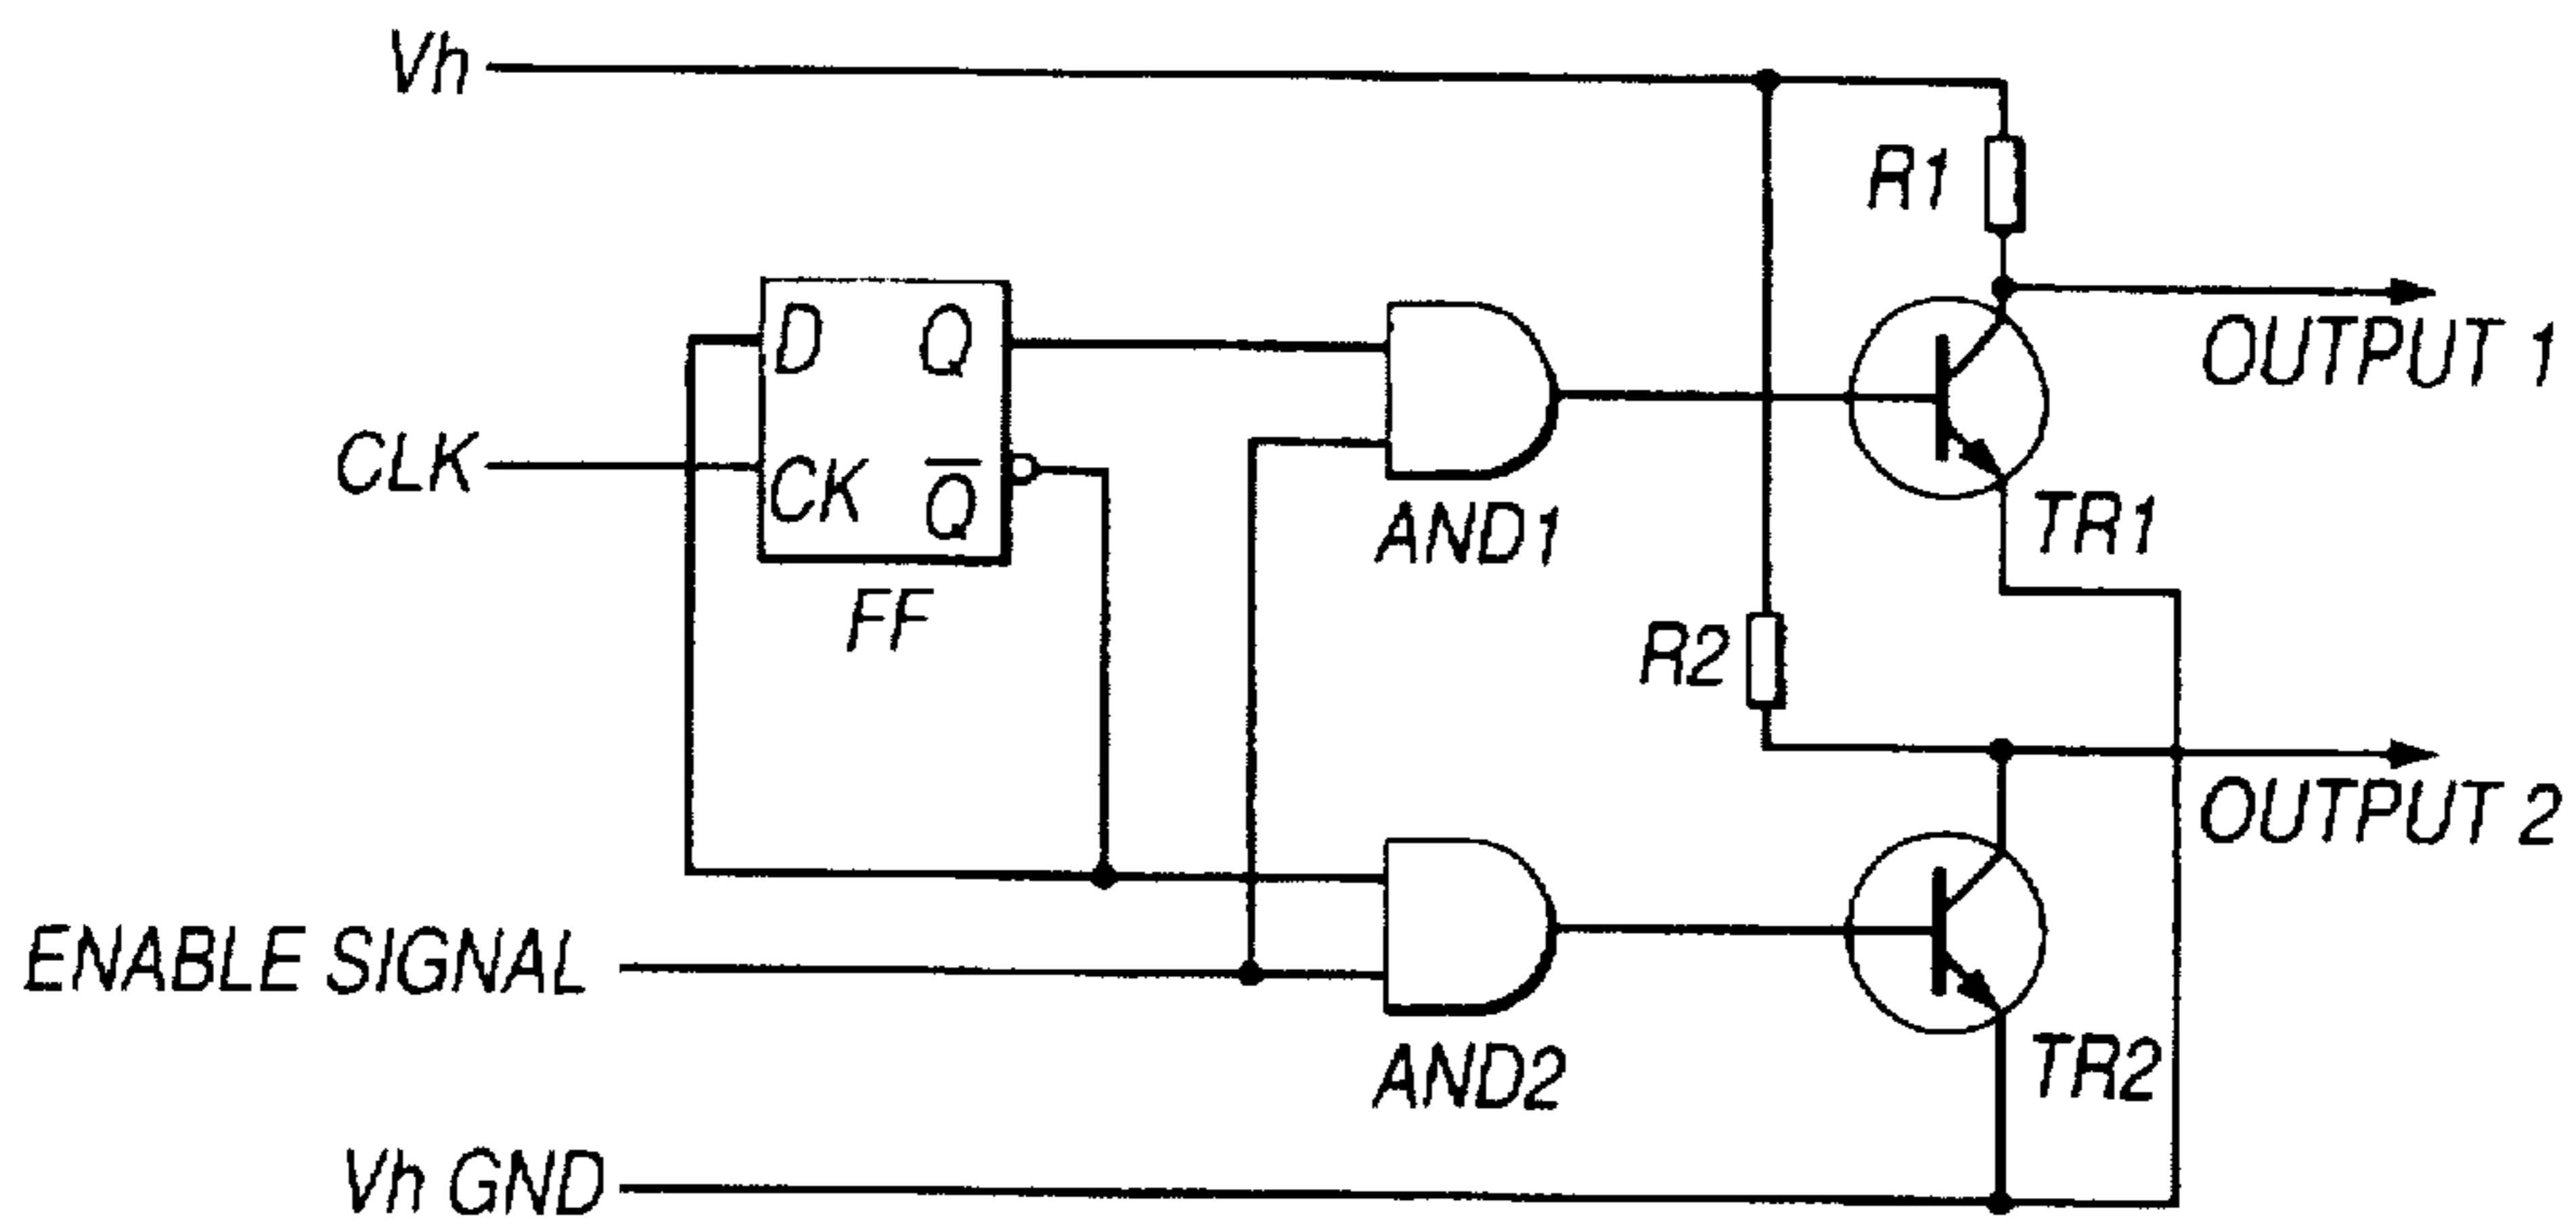 Vh
R1
D Q
OUTPUT 1
CLK
CK Q̅
AND1
TR1
FF
R2
OUTPUT 2
ENABLE SIGNAL
AND2
TR2
Vh GND